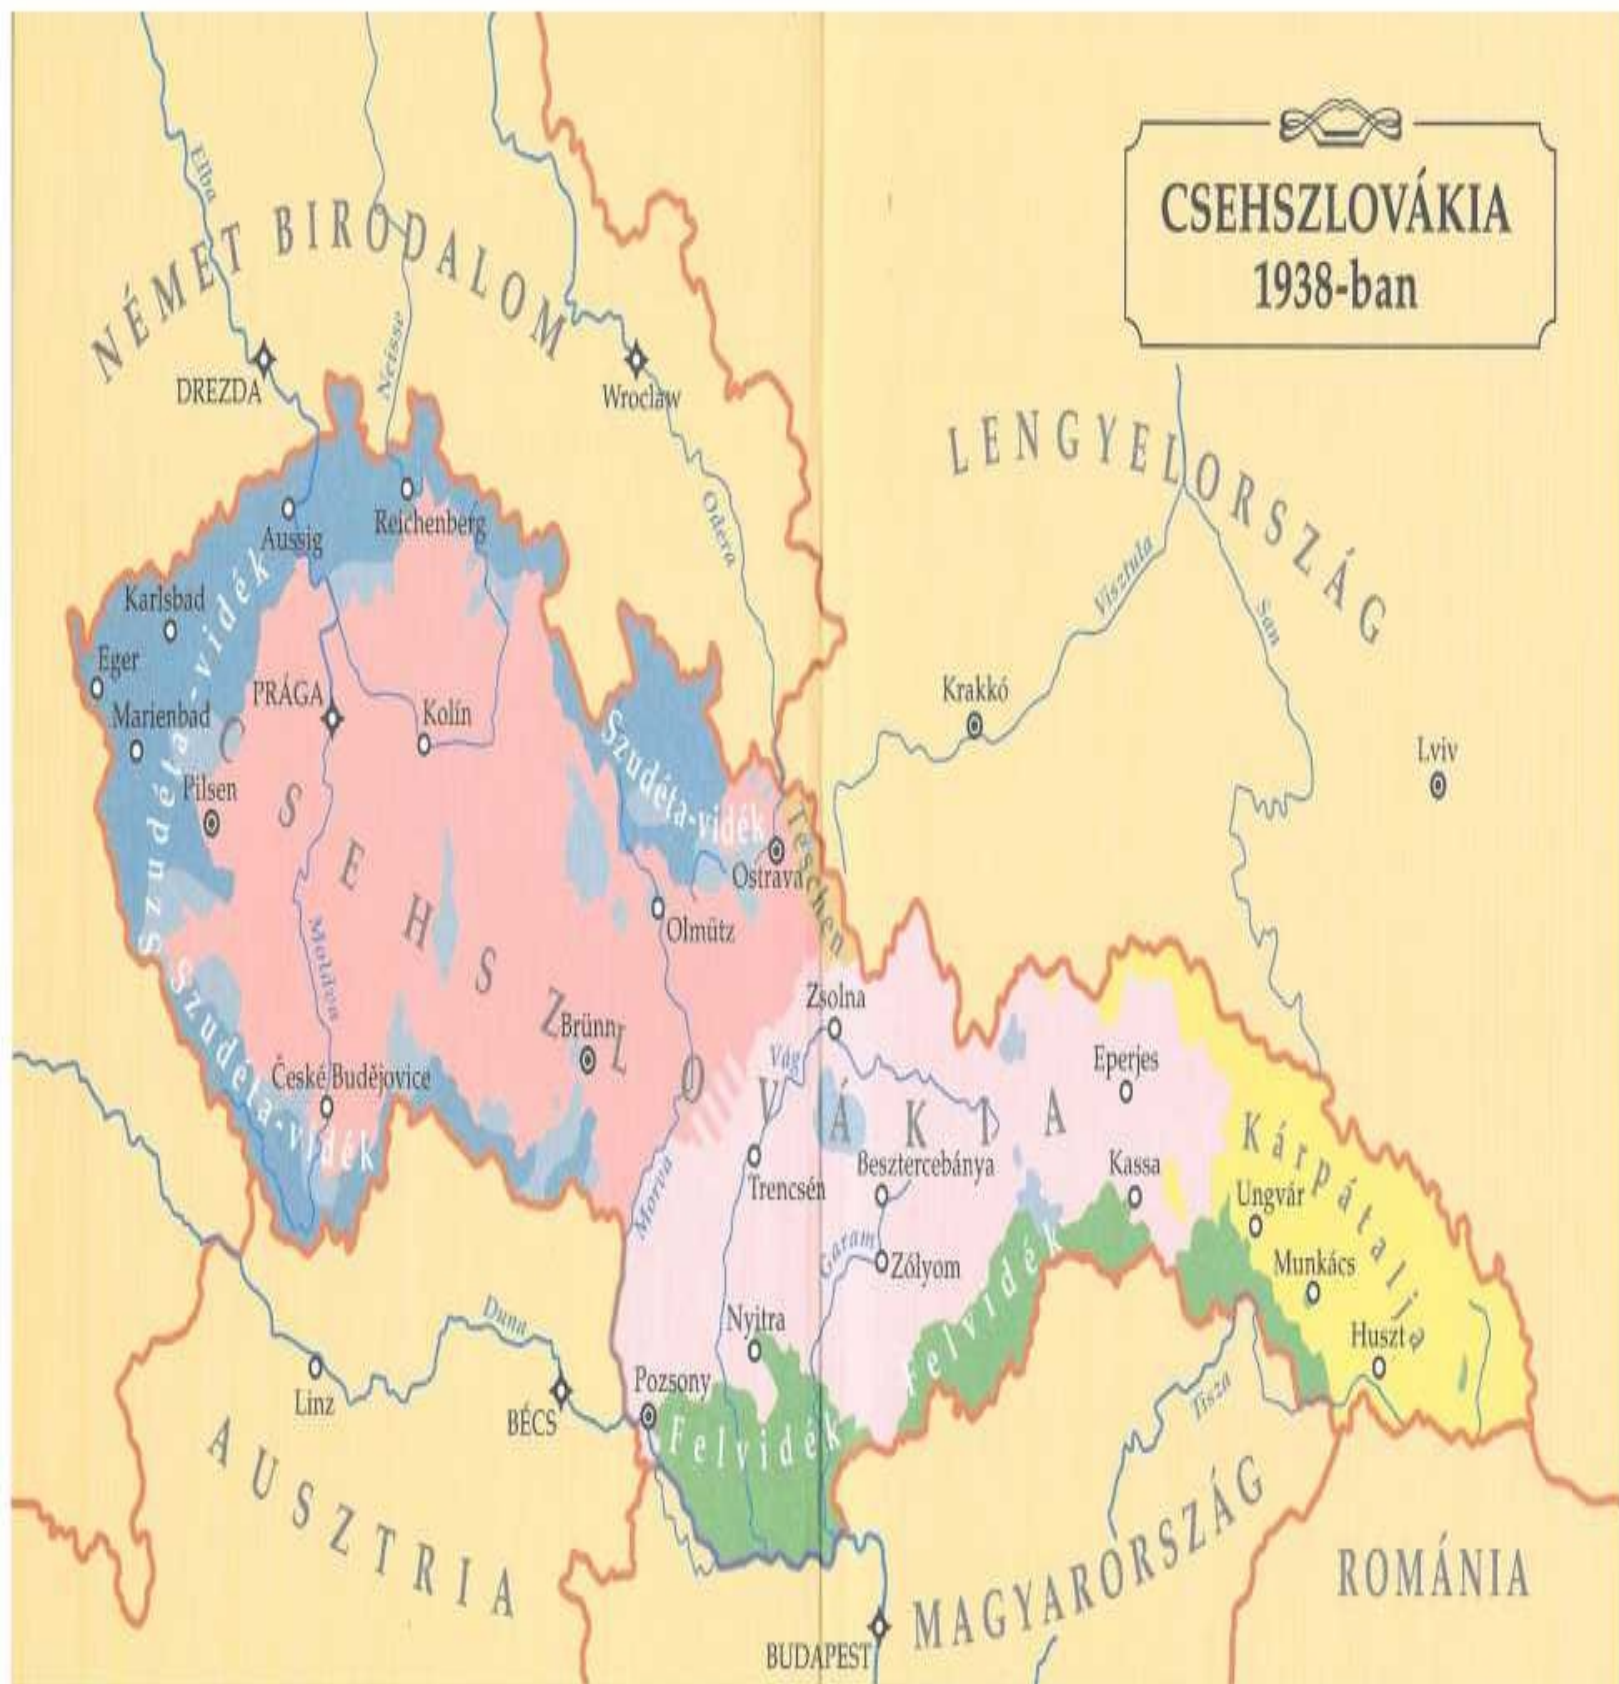 CSEHSZLOVÁKIA
1938-ban
NÉMET BIRODALOM
LENGYELORSZÁG
AUSZTRIA
MAGYARORSZÁG
ROMÁNIA
CSEHSZLOVÁKIA
Elba
Neisse
Odera
Visztula
San
DREZDA
Wrocław
Reichenberg
Aussig
Karlsbad
Eger
Marienbad
Szudéta-vidék
PRÁGA
Kolín
Pilsen
Krakkó
Lviv
Szudéta-vidék
Ostrava
Teschen
Olmütz
Moldva
Szudéta-vidék
České Budějovice
Brünn
Zsolna
Vág
Eperjes
Kassa
Kárpátalja
Besztercebánya
Trencsén
Morva
Garam
Zólyom
Ungvár
Munkács
Huszt
Felvidék
Nyitra
Pozsony
Felvidék
Duna
Linz
BÉCS
Tisza
BUDAPEST